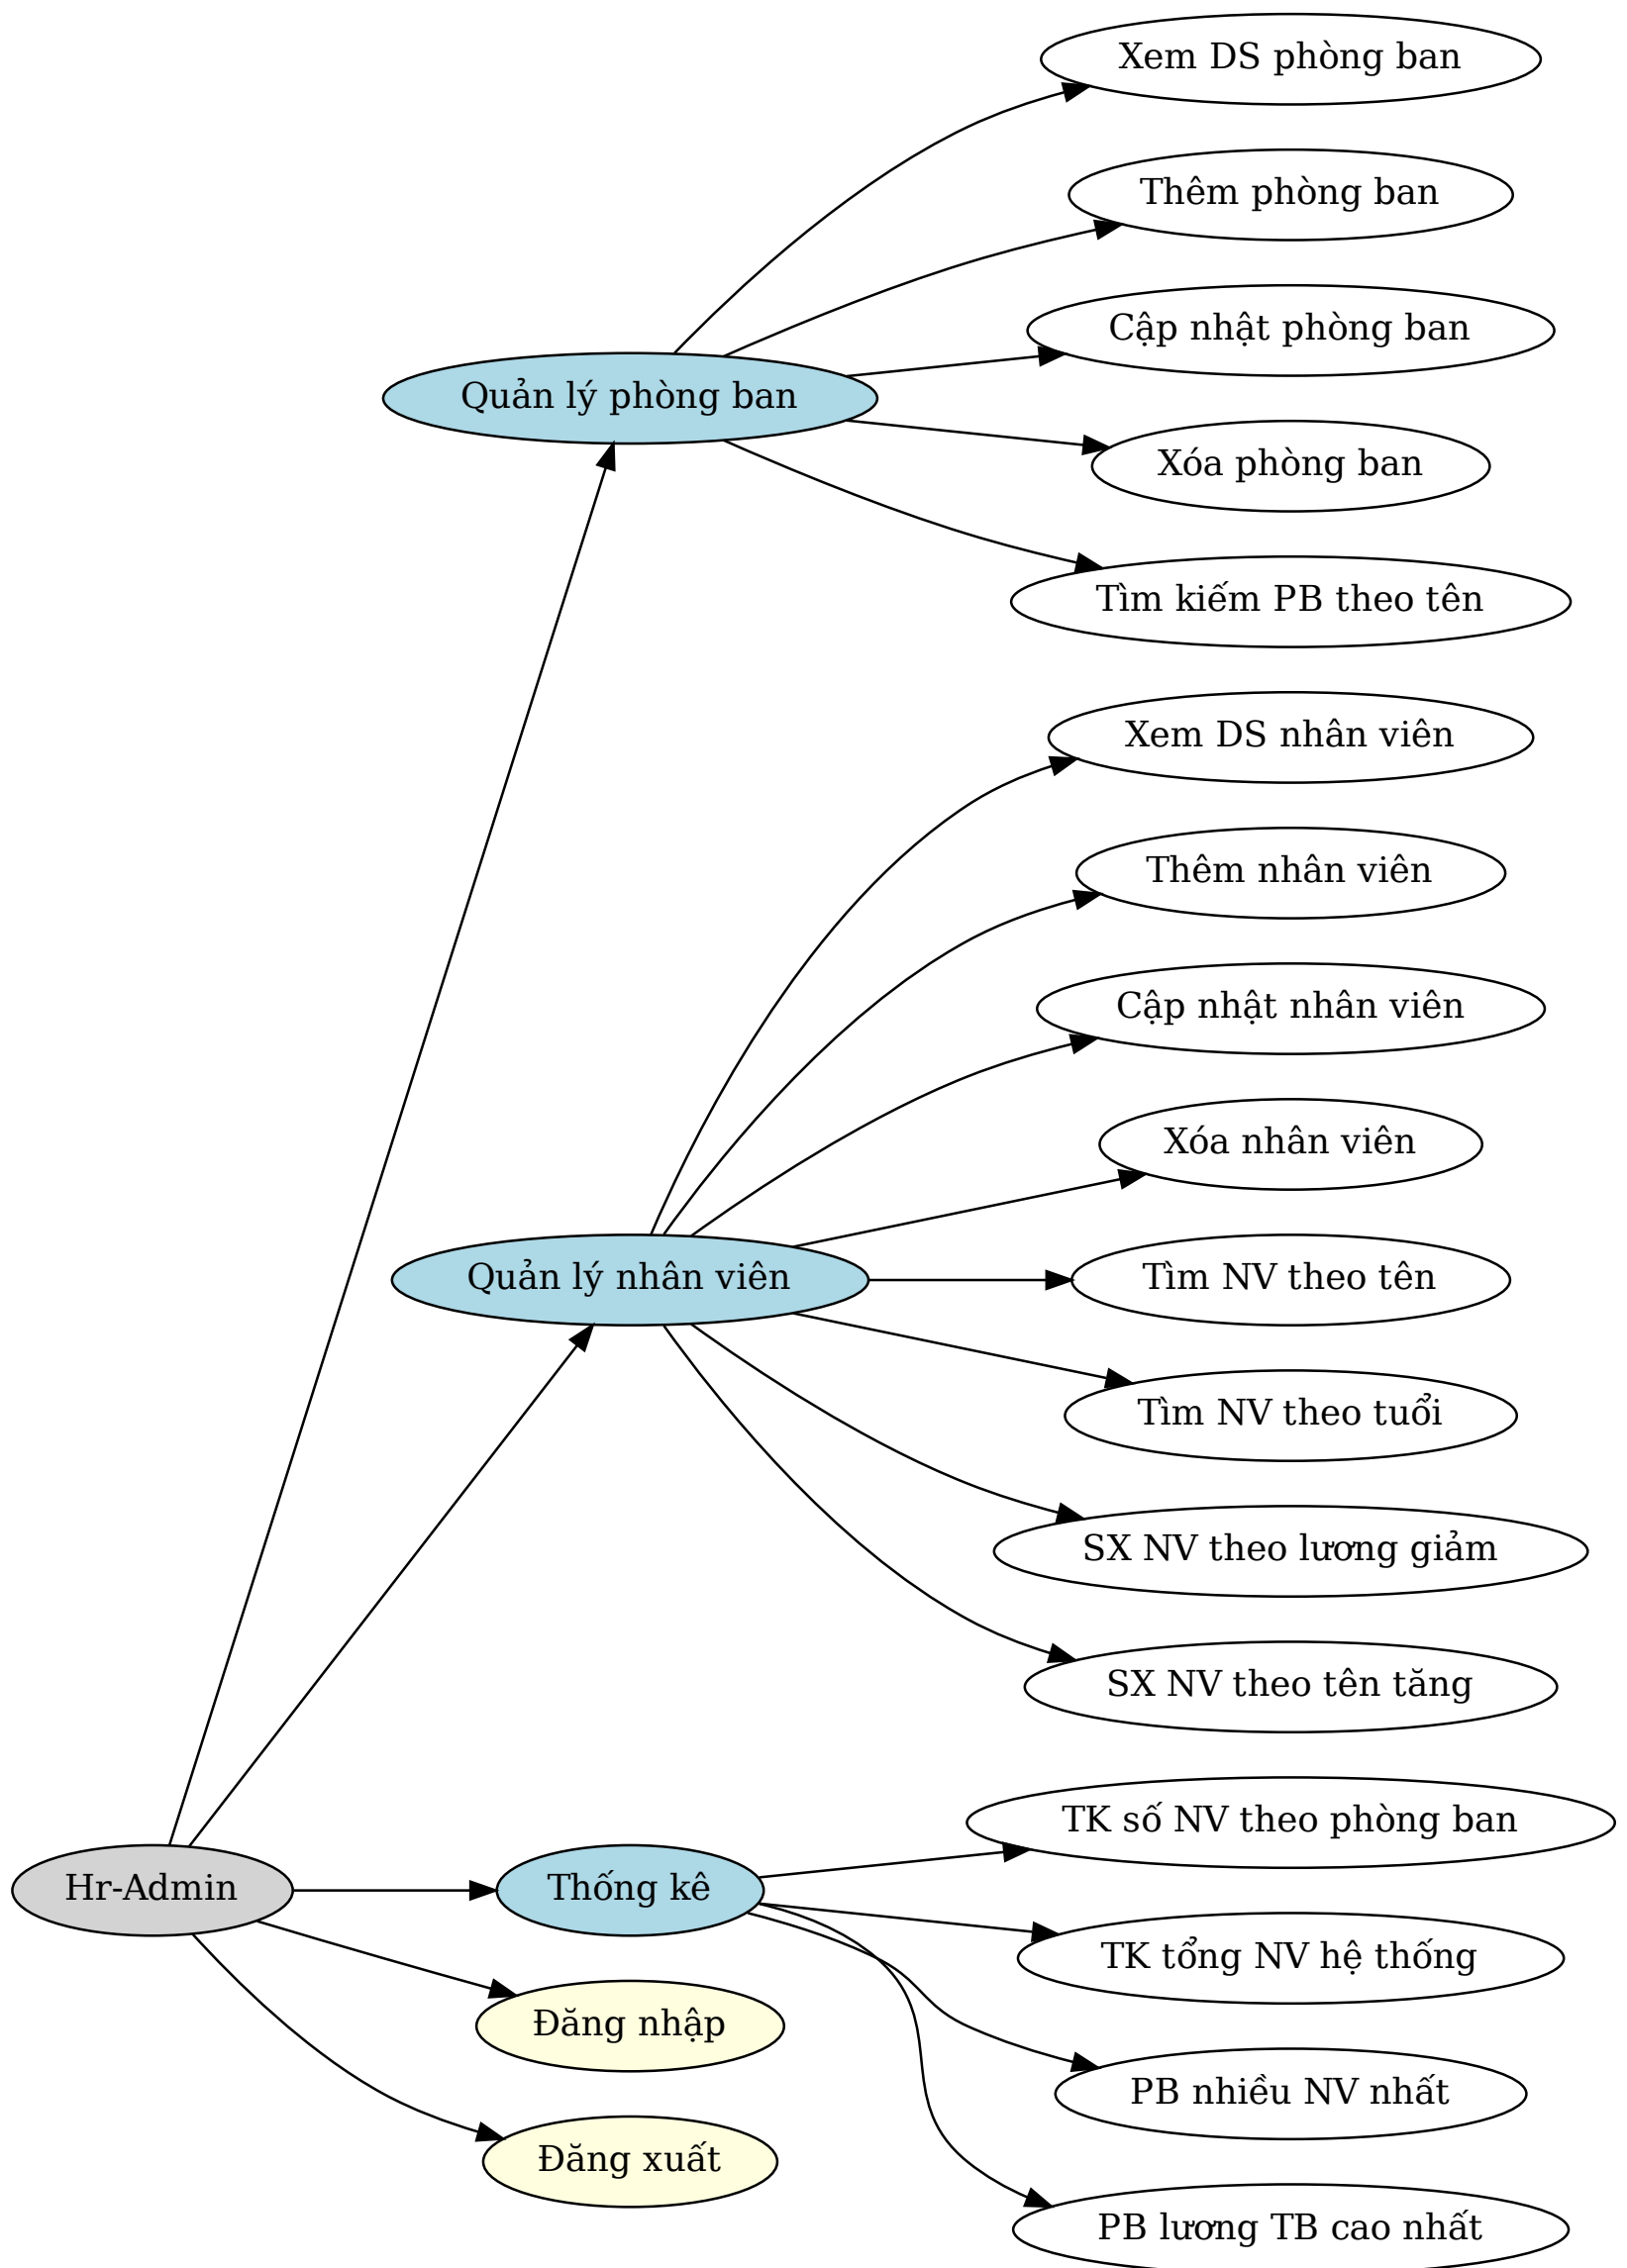 Xem DS phòng ban
Thêm phòng ban
Cập nhật phòng ban
Quản lý phòng ban
Xóa phòng ban
Tìm kiếm PB theo tên
Xem DS nhân viên
Thêm nhân viên
Cập nhật nhân viên
Xóa nhân viên
Quản lý nhân viên
Tìm NV theo tên
Tìm NV theo tuổi
SX NV theo lương giảm
SX NV theo tên tăng
TK số NV theo phòng ban
Hr-Admin
Thống kê
TK tổng NV hệ thống
Đăng nhập
PB nhiều NV nhất
Đăng xuất
PB lương TB cao nhất